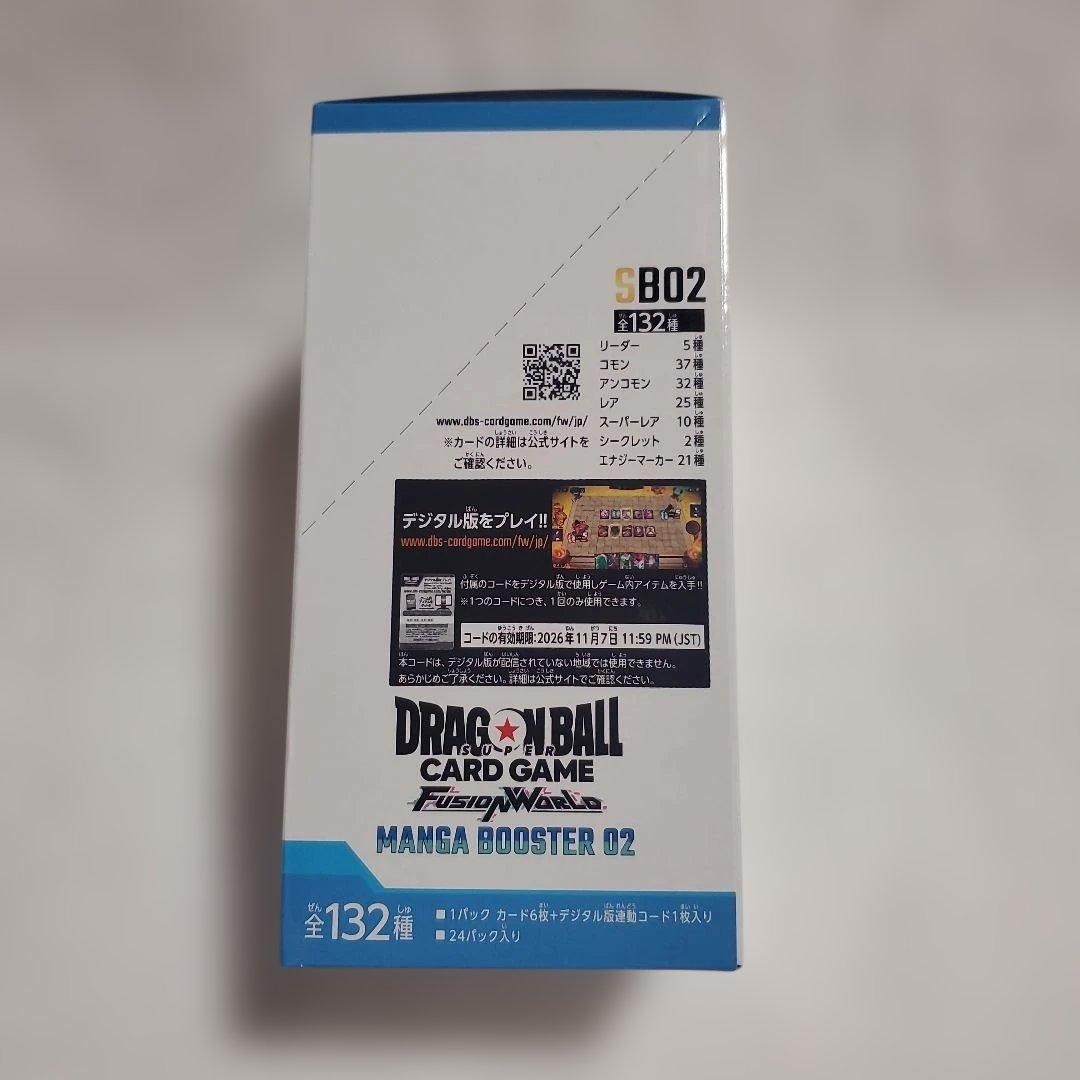 SB02
全132種
リーダー 5種
コモン 37種
アンコモン 32種
レア 25種
スーパーレア 10種
シークレット 2種
エナジーマーカー 21種
www.dbs-cardgame.com/fw/jp/
※カードの詳細は公式サイトを
ご確認ください。
デジタル版をプレイ!!
www.dbs-cardgame.com/fw/jp/
付属のコードをデジタル版で使用しゲーム内アイテムを入手!!
※1つのコードにつき、1回のみ使用できます。
コードの有効期限:2026年11月7日 11:59 PM (JST)
本コードは、デジタル版が配信されていない地域では使用できません。
あらかじめご了承ください。詳細は公式サイトでご確認ください。
DRAGON BALL
SUPER
CARD GAME
FUSION WORLD
MANGA BOOSTER 02
全132種
■1パック カード6枚+デジタル版連動コード1枚入り
■24パック入り